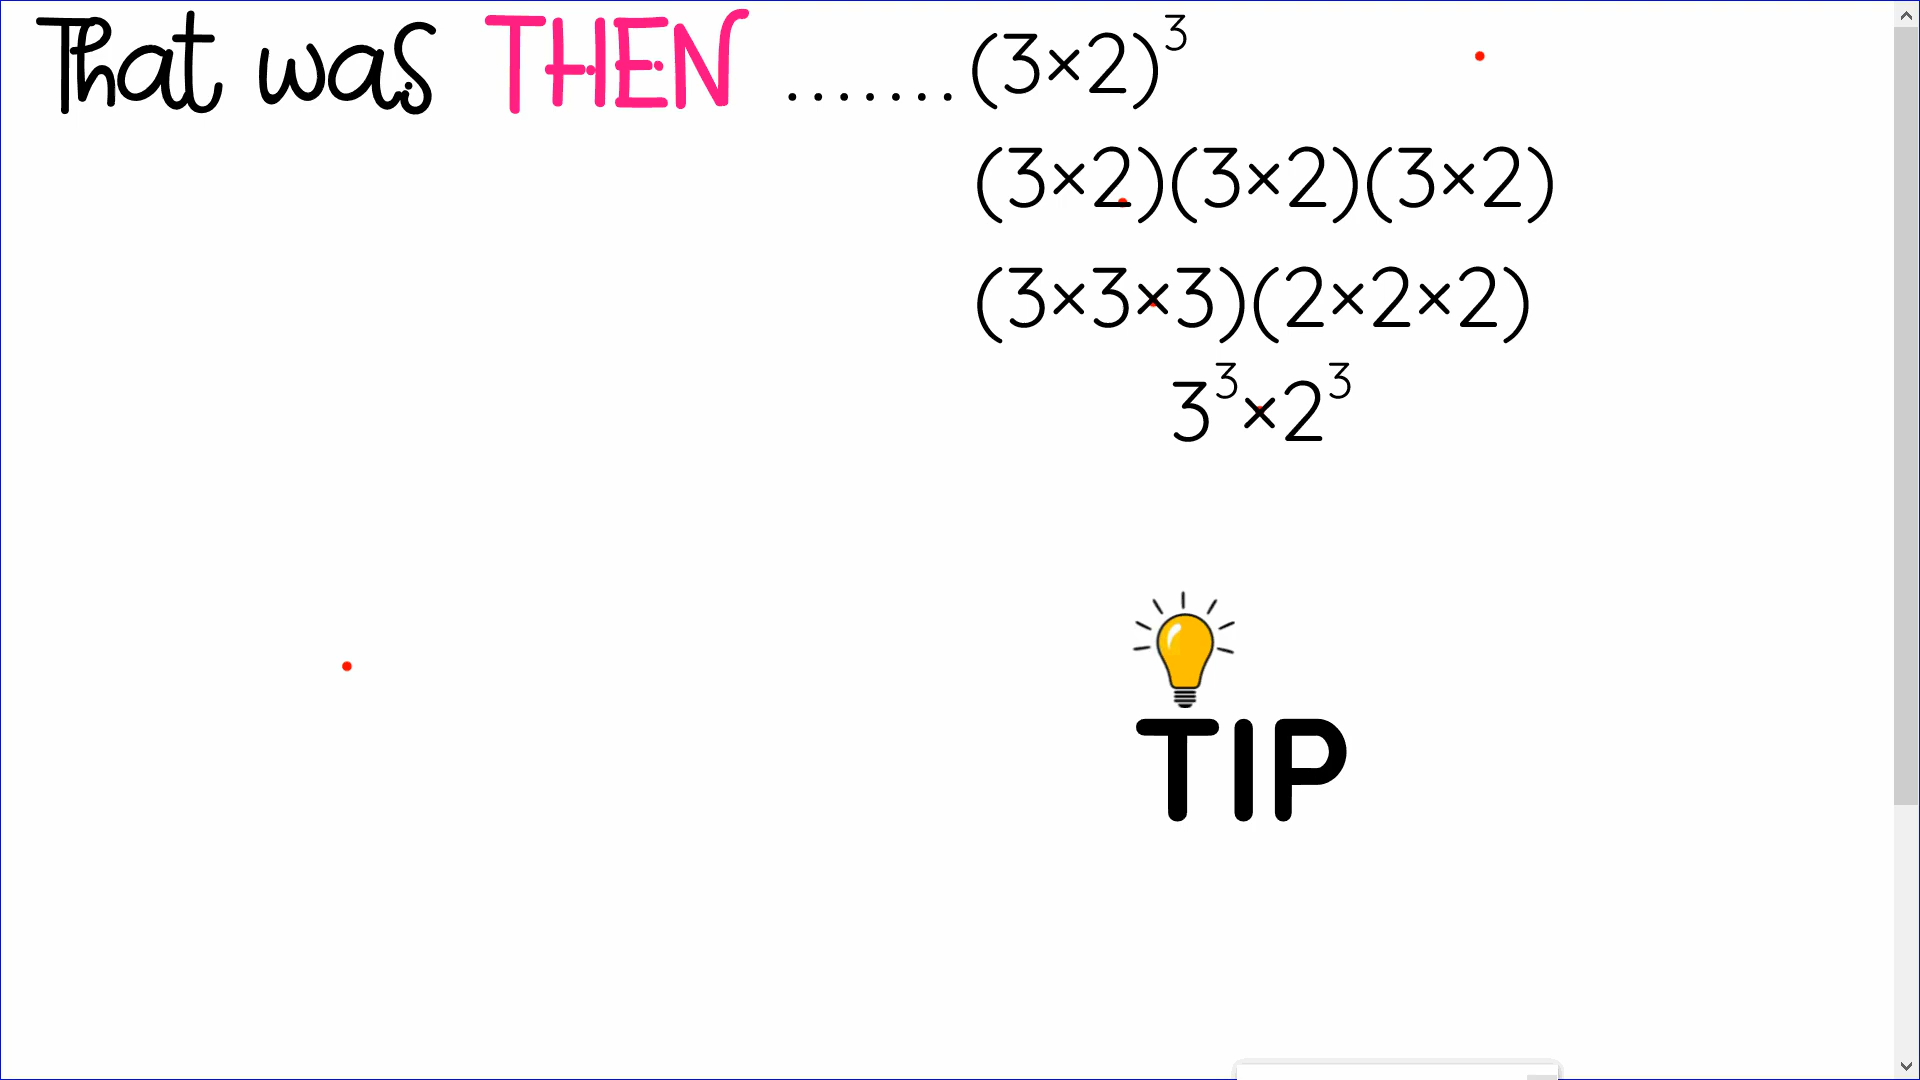 That was THEN .......(3×2)³
(3×2)(3×2)(3×2)
(3×3×3)(2×2×2)
3³×2³
TIP